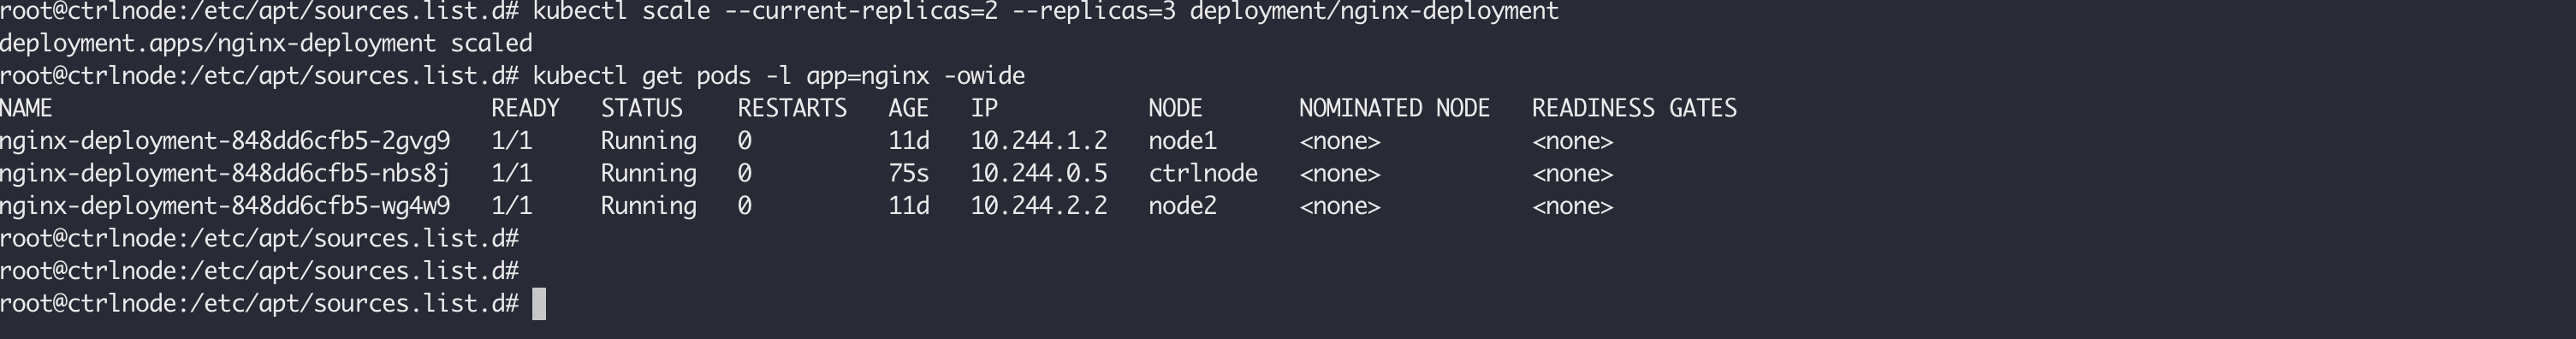 root@ctrlnode:/etc/apt/sources.list.d# kubectl scale --current-replicas=2 --replicas=3 deployment/nginx-deployment
deployment.apps/nginx-deployment scaled
root@ctrlnode:/etc/apt/sources.list.d# kubectl get pods -l app=nginx -owide
NAME                                READY   STATUS    RESTARTS   AGE   IP           NODE       NOMINATED NODE   READINESS GATES
nginx-deployment-848dd6cfb5-2gvg9   1/1     Running   0          11d   10.244.1.2   node1      <none>           <none>
nginx-deployment-848dd6cfb5-nbs8j   1/1     Running   0          75s   10.244.0.5   ctrlnode   <none>           <none>
nginx-deployment-848dd6cfb5-wg4w9   1/1     Running   0          11d   10.244.2.2   node2      <none>           <none>
root@ctrlnode:/etc/apt/sources.list.d#
root@ctrlnode:/etc/apt/sources.list.d#
root@ctrlnode:/etc/apt/sources.list.d#